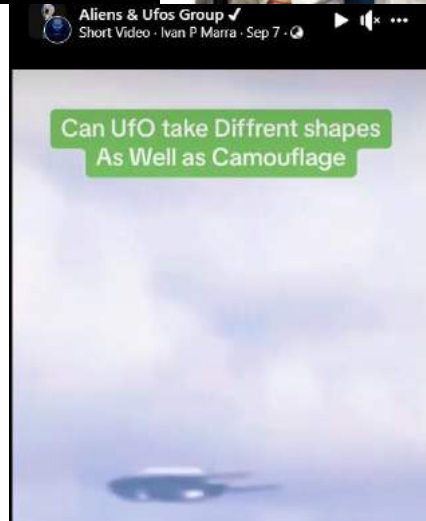 Aliens & Ufos Group
Short Video · Ivan P Marra · Sep 7 ·
Can UfO take Diffrent shapes
As Well as Camouflage